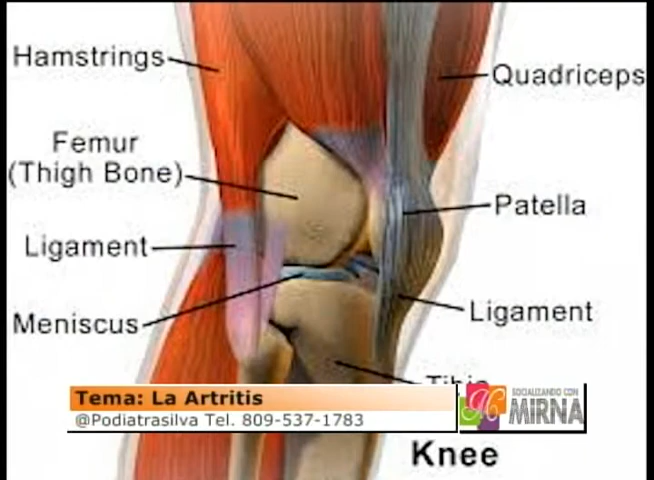 Hamstrings
Quadriceps
Femur
(Thigh Bone)
Patella
Ligament
Ligament
Meniscus
Tibia
Tema: La Artritis
@Podiatrasilva Tel. 809-537-1783
SOCIALIZANDO CON
MIRNA
Knee